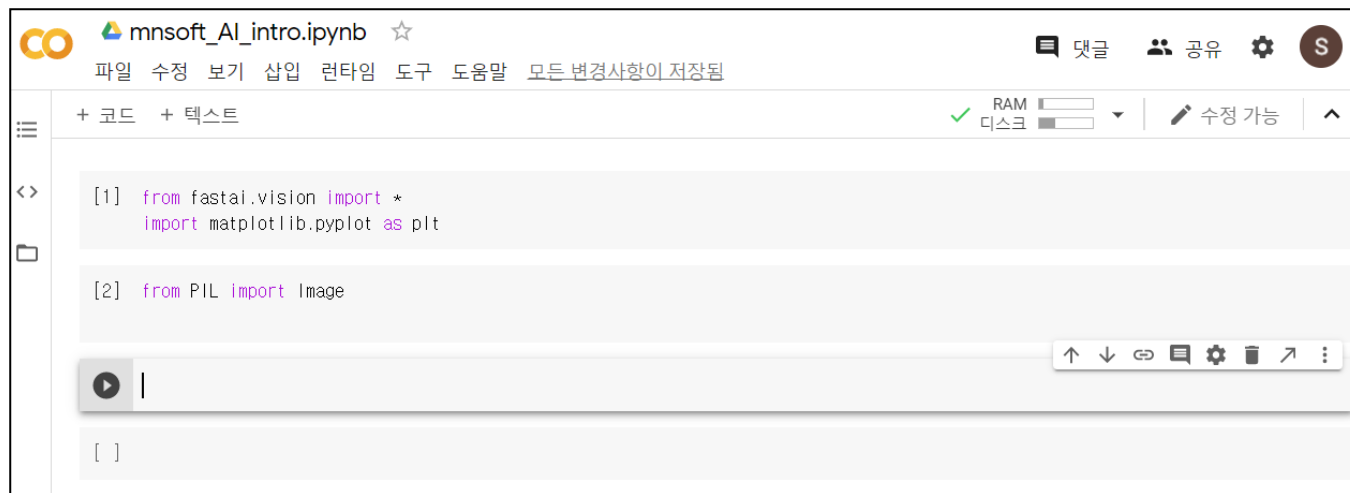 mnsoft_AI_intro.ipynb
댓글 공유 S
파일 수정 보기 삽입 런타임 도구 도움말 모든 변경사항이 저장됨
+ 코드 + 텍스트
RAM
디스크
수정 가능
[1] from fastai.vision import *
import matplotlib.pyplot as plt
[2] from PIL import Image
[ ]